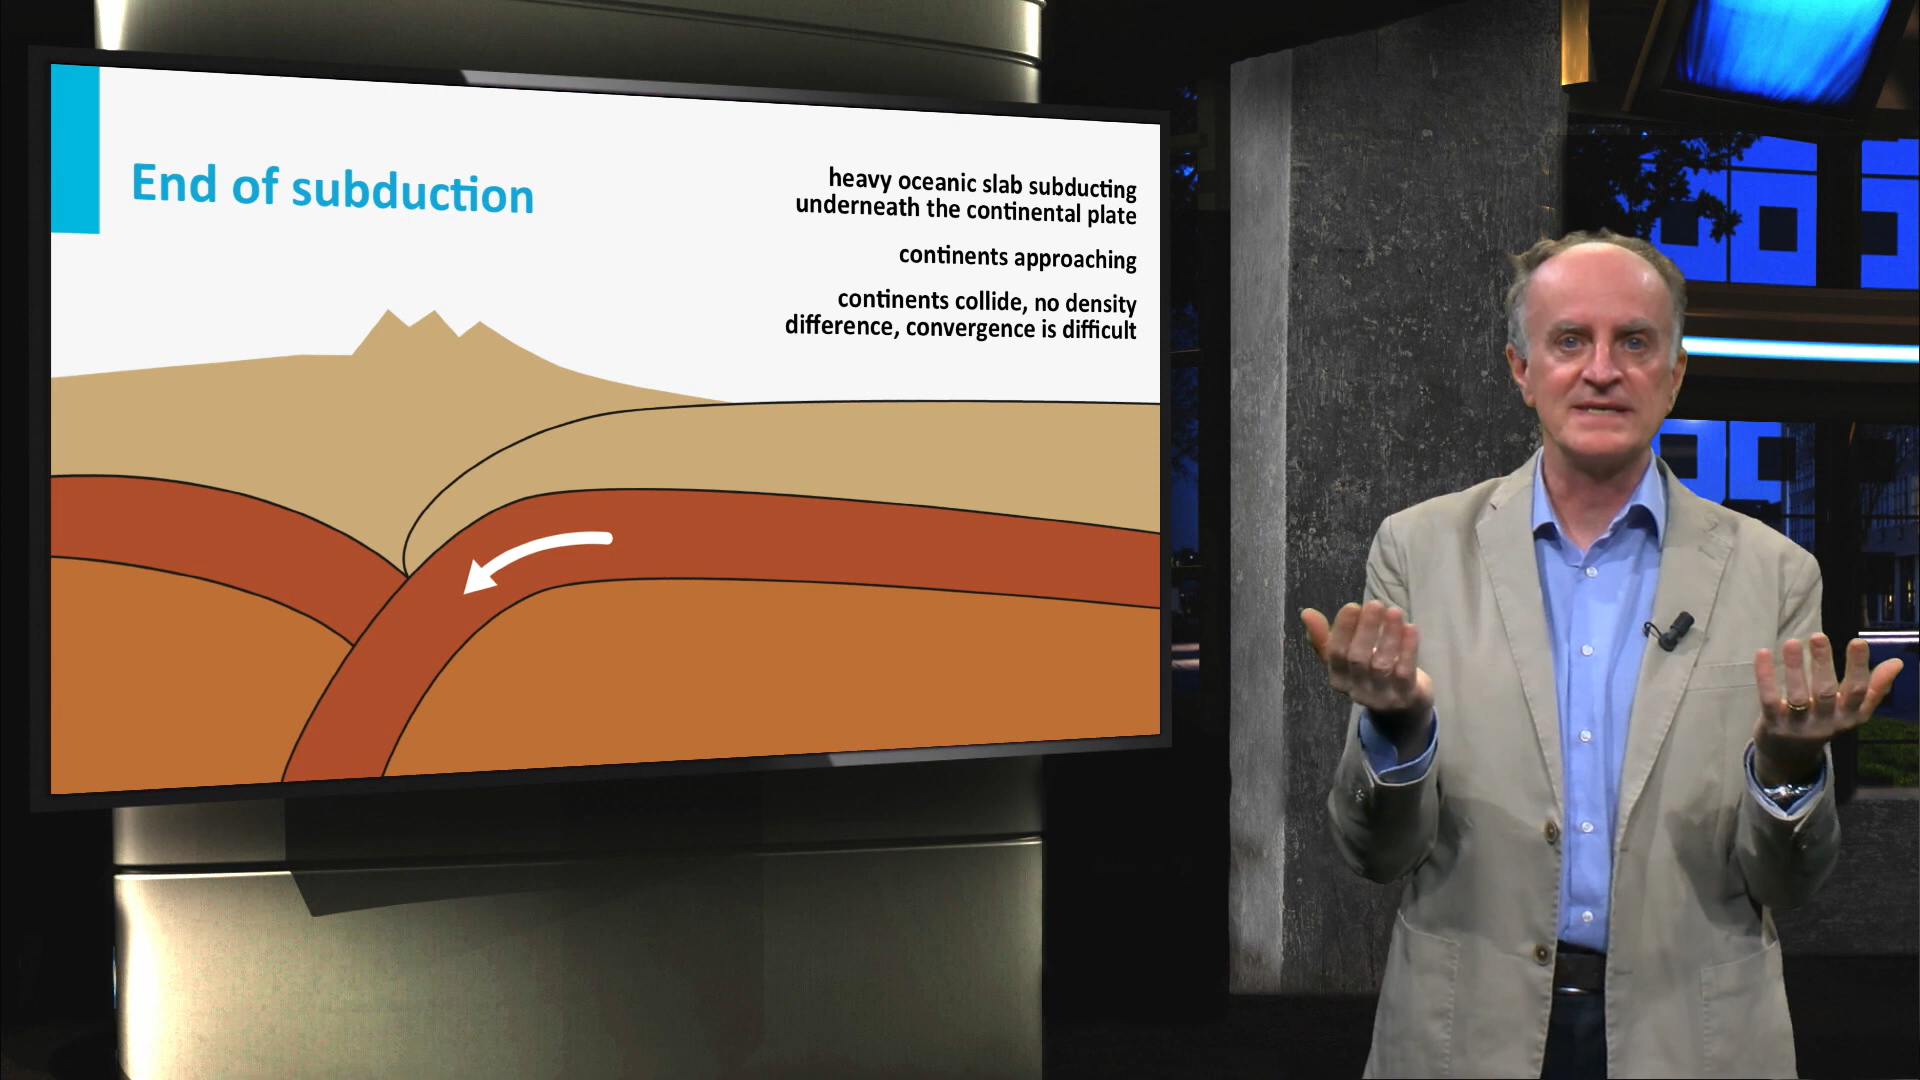 End of subduction
heavy oceanic slab subducting
underneath the continental plate
continents approaching
continents collide, no density
difference, convergence is difficult